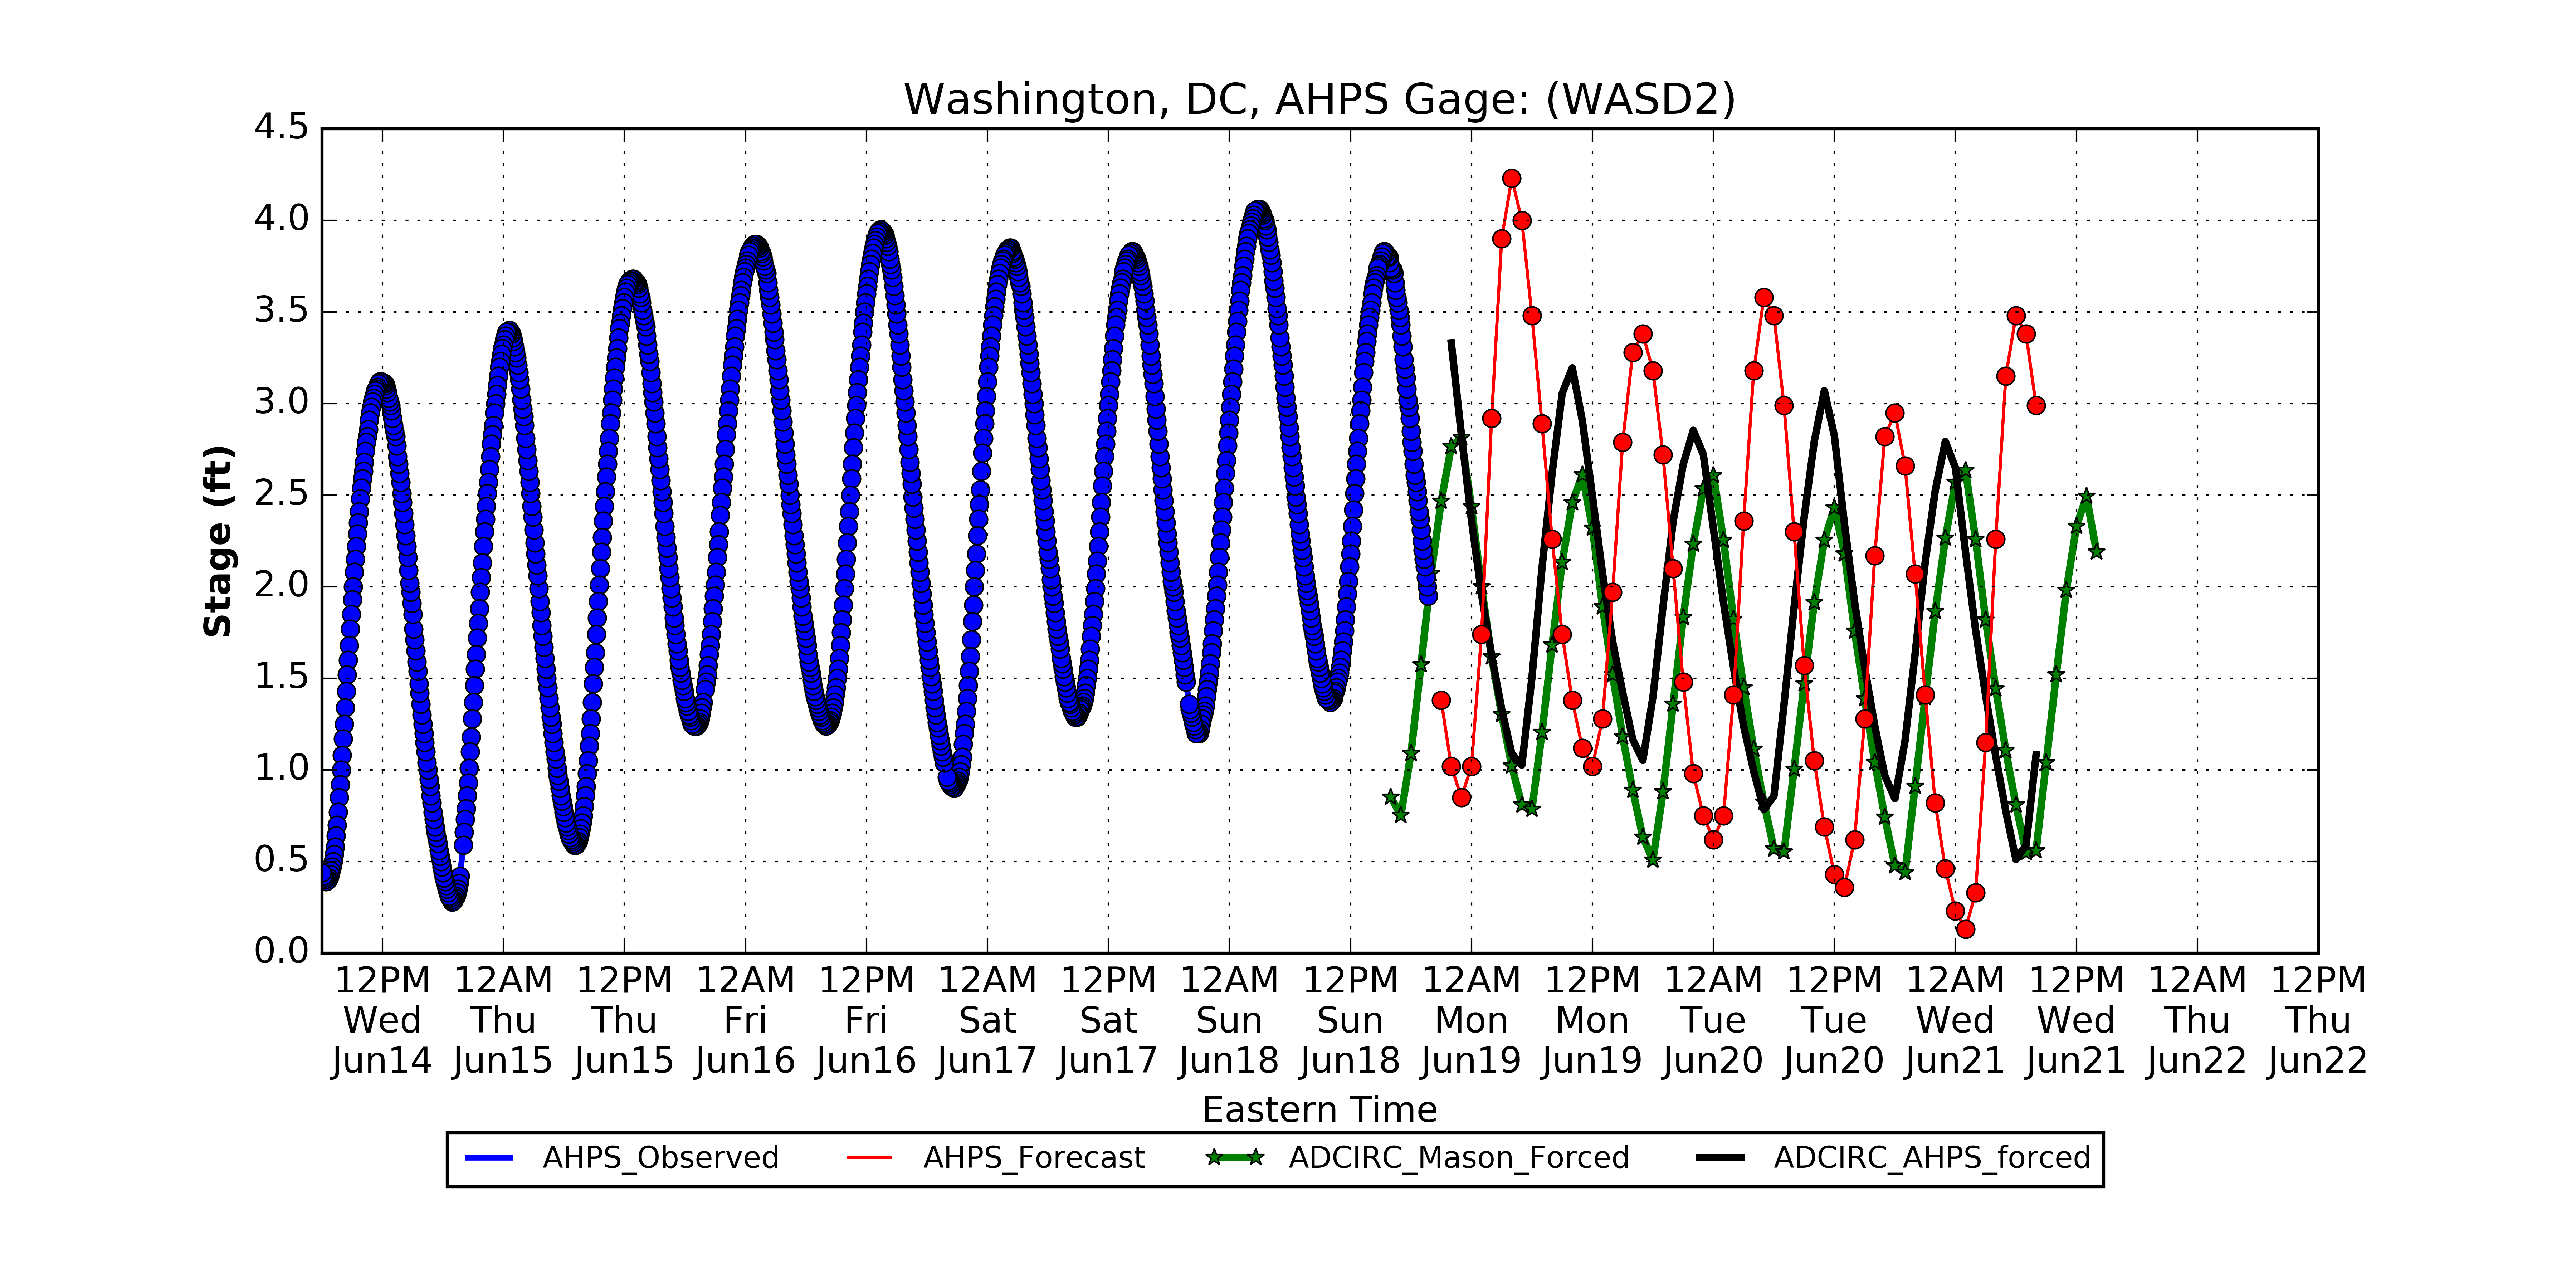 Washington, DC, AHPS Gage: (WASD2)
4.5
4.0
3.5
3.0
2.5
2.0
1.5
1.0
0.5
0.0
Stage (ft)
12PM 12AM 12PM 12AM 12PM 12AM 12PM 12AM 12PM 12AM 12PM 12AM 12PM 12AM 12PM 12AM 12PM
Wed Thu Thu Fri Fri Sat Sat Sun Sun Mon Mon Tue Tue Wed Wed Thu Thu
Jun14 Jun15 Jun15 Jun16 Jun16 Jun17 Jun17 Jun18 Jun18 Jun19 Jun19 Jun20 Jun20 Jun21 Jun21 Jun22 Jun22
Eastern Time
AHPS_Observed AHPS_Forecast ADCIRC_Mason_Forced ADCIRC_AHPS_forced